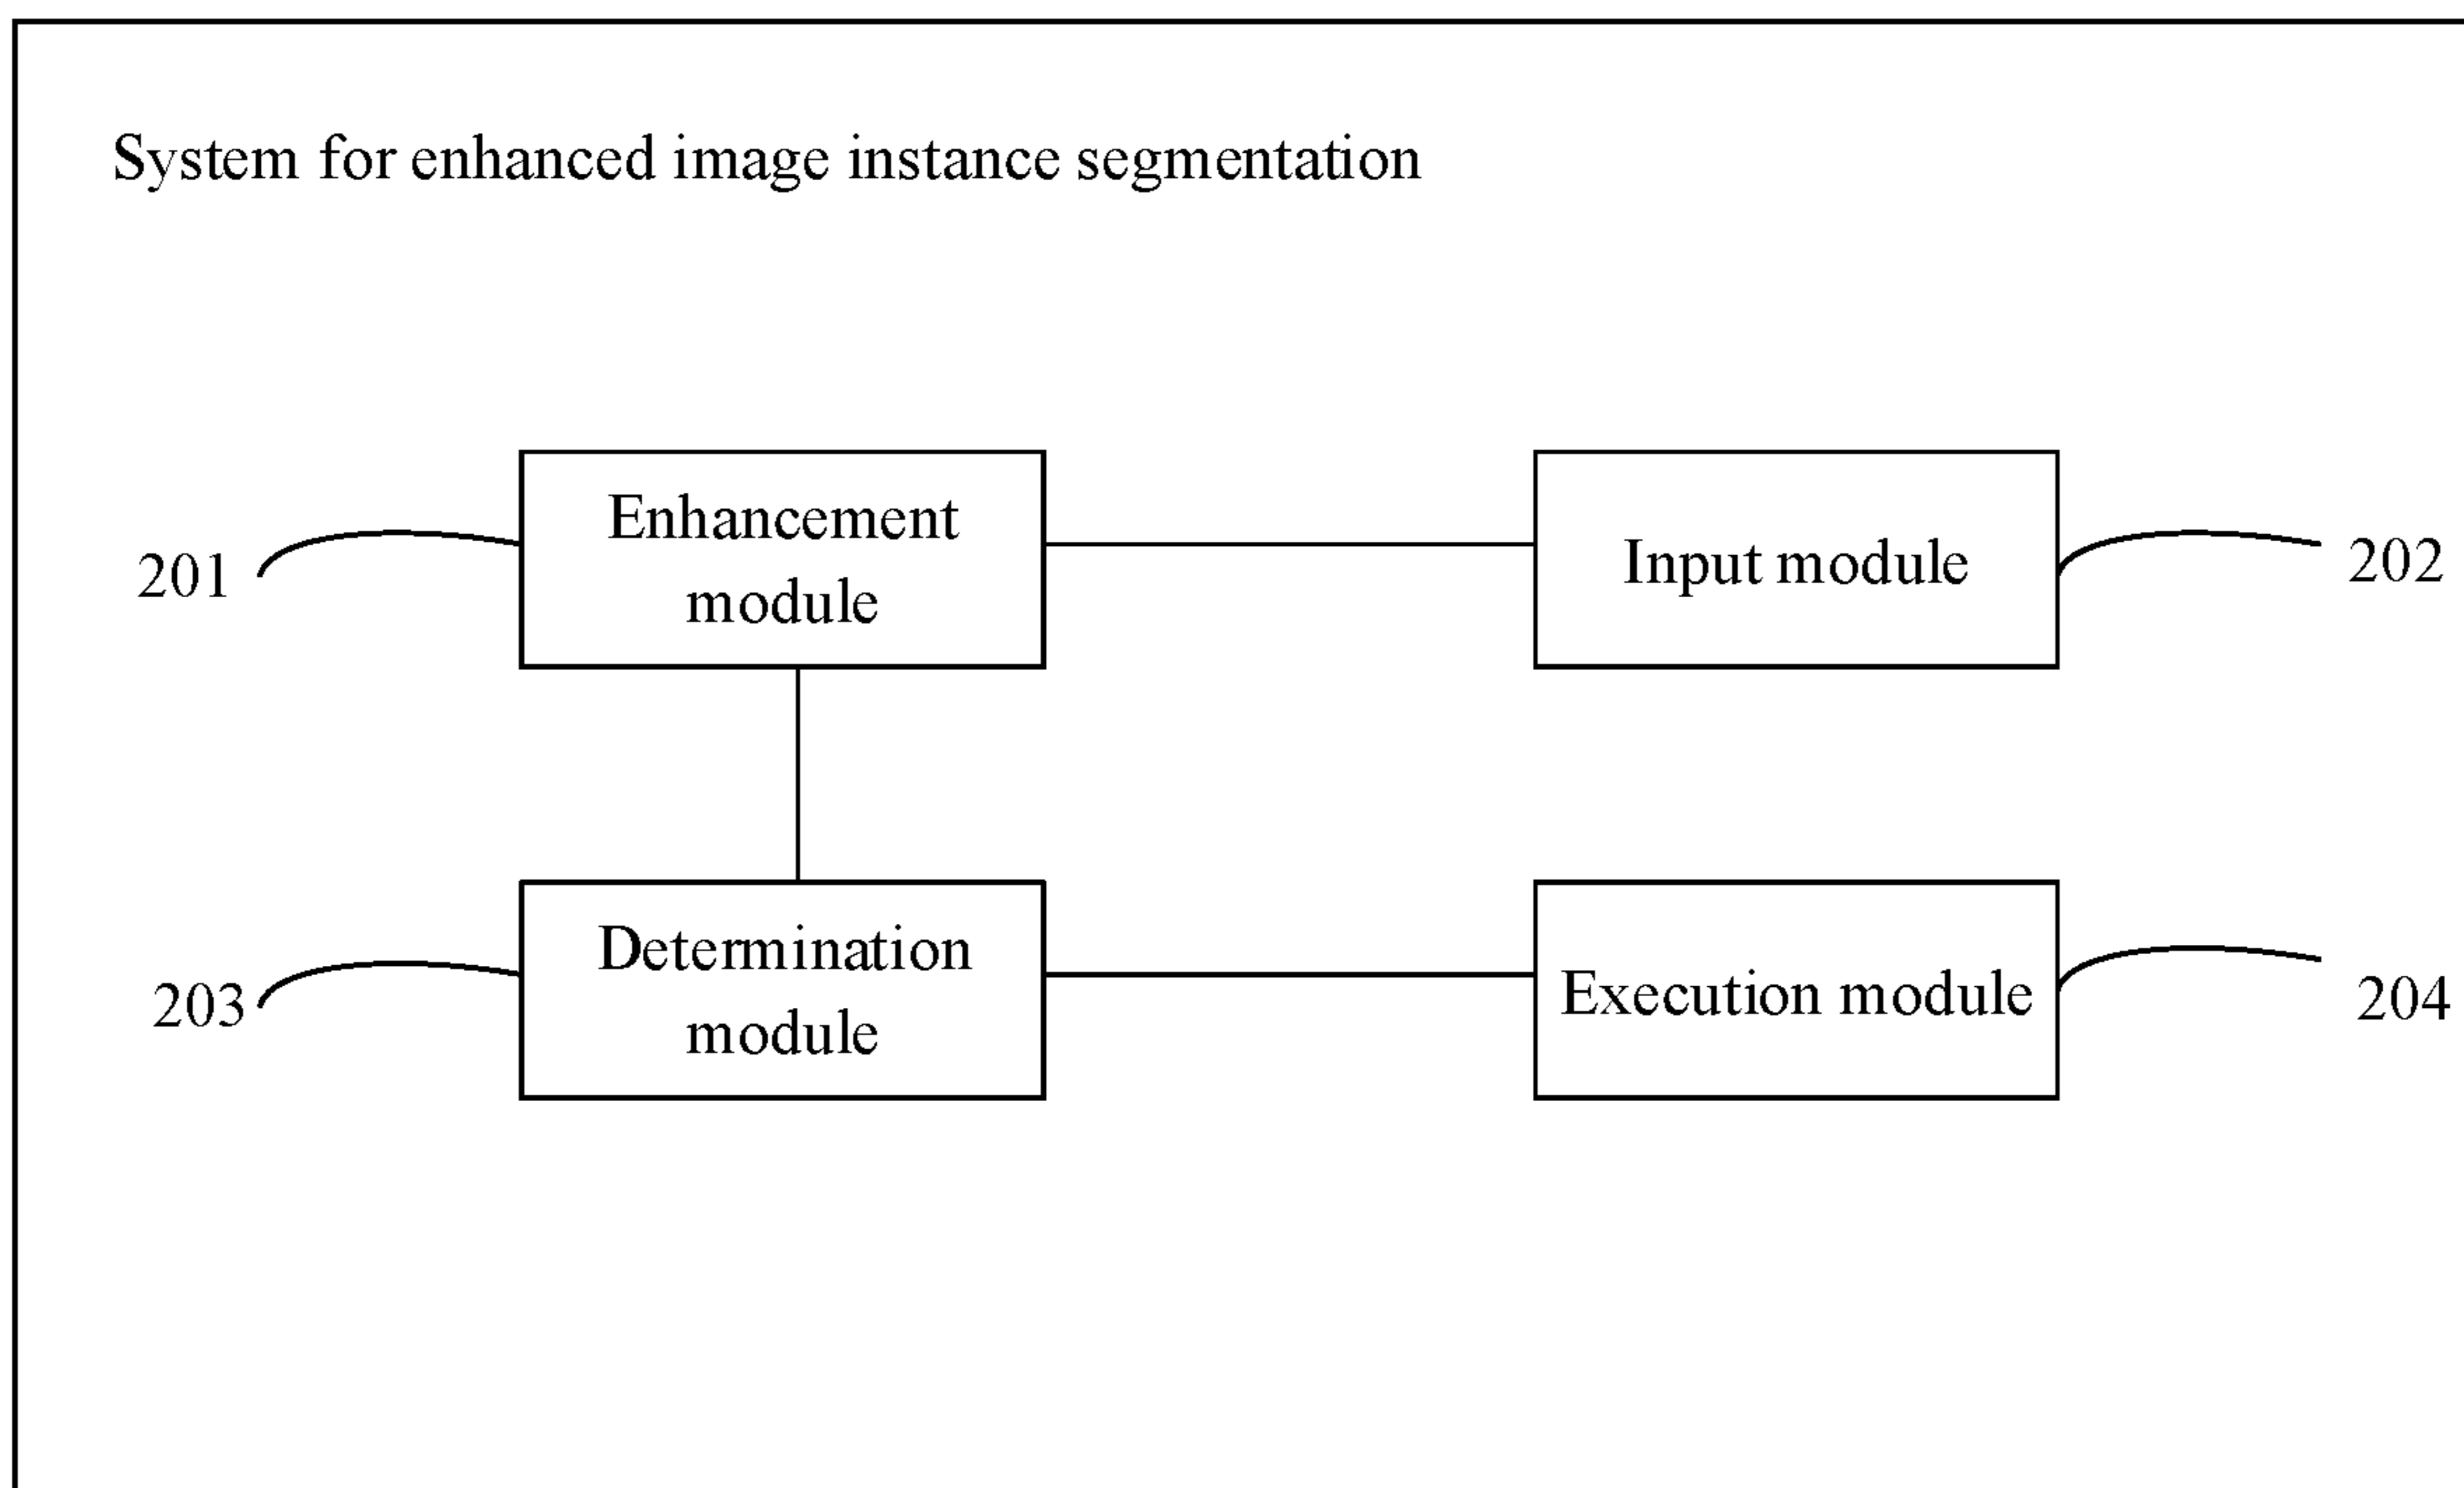 System for enhanced image instance segmentation
Enhancement
module
Input module
201
202
Determination
module
Execution module
203
204